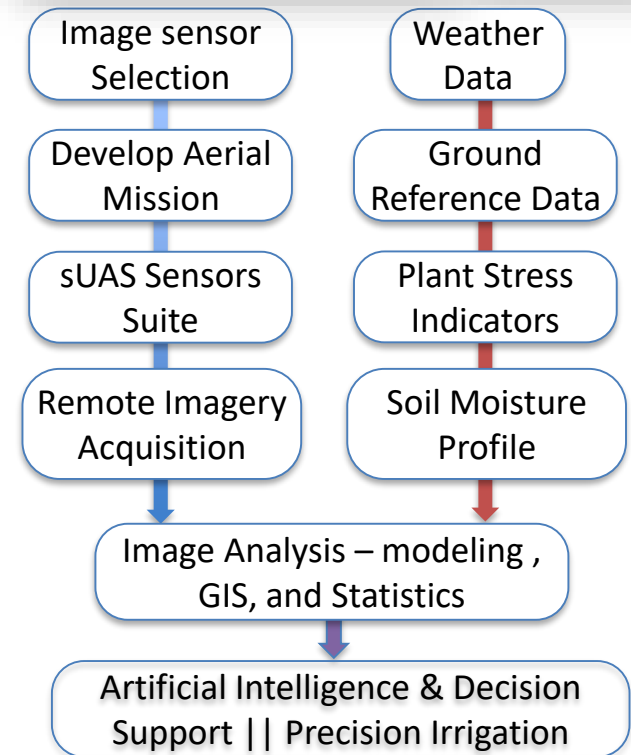 Image sensor
Selection
Weather
Data
Develop Aerial
Mission
Ground
Reference Data
sUAS Sensors
Suite
Plant Stress
Indicators
Remote Imagery
Acquisition
Soil Moisture
Profile
Image Analysis – modeling ,
GIS, and Statistics
Artificial Intelligence & Decision
Support || Precision Irrigation